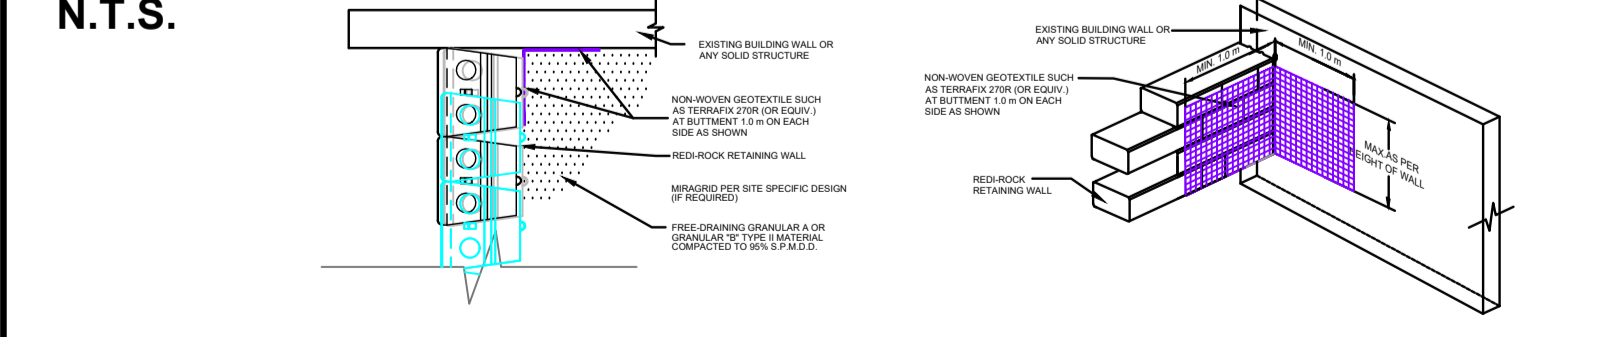 N.T.S.
EXISTING BUILDING WALL OR
ANY SOLID STRUCTURE
NON-WOVEN GEOTEXTILE SUCH
AS TERRAFIX 270R (OR EQUIV.)
AT BUTTMENT 1.0 m ON EACH
SIDE AS SHOWN
REDI-ROCK RETAINING WALL
MIRAGRID PER SITE SPECIFIC DESIGN
(IF REQUIRED)
FREE-DRAINING GRANULAR A OR
GRANULAR "B" TYPE II MATERIAL
COMPACTED TO 95% S.P.M.D.D.
EXISTING BUILDING WALL OR
ANY SOLID STRUCTURE
MIN. 1.0 m
MIN. 1.0 m
NON-WOVEN GEOTEXTILE SUCH
AS TERRAFIX 270R (OR EQUIV.)
AT BUTTMENT 1.0 m ON EACH
SIDE AS SHOWN
MAX.AS PER
EIGHT OF WALL
REDI-ROCK
RETAINING WALL